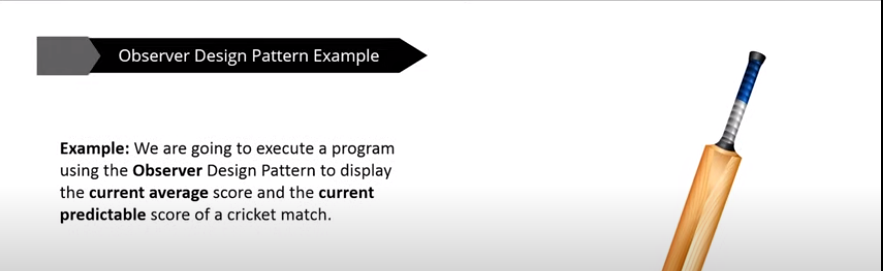 Observer Design Pattern Example
Example: We are going to execute a program
using the Observer Design Pattern to display
the current average score and the current
predictable score of a cricket match.